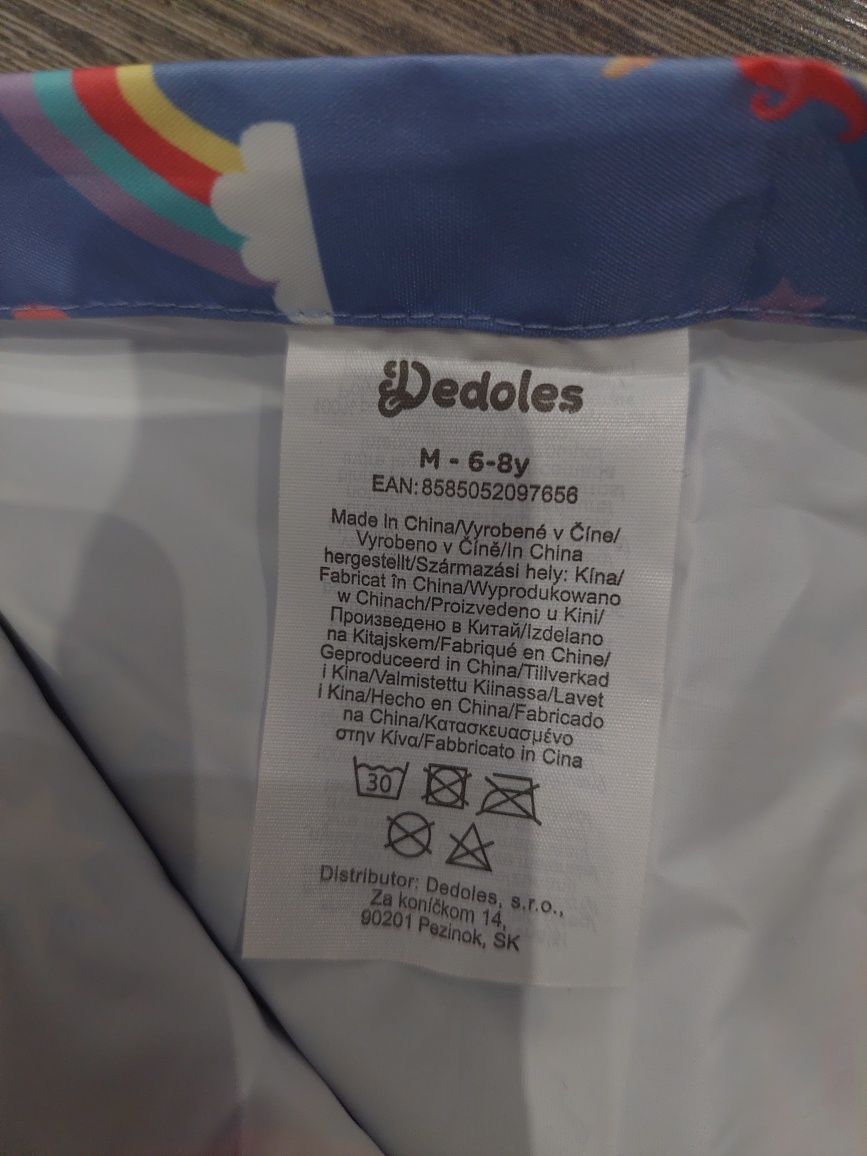 Dedoles
M - 6-8y
EAN: 8585052097656
Made in China/Vyrobené v Číne/
Vyrobeno v Číně/In China
hergestellt/Származási hely: Kína/
Fabricat în China/Wyprodukowano
w Chinach/Proizvedeno u Kini/
Произведено в Китай/Izdelano
na Kitajskem/Fabriqué en Chine/
Geproduceerd in China/Tillverkad
i Kina/Valmistettu Kiinassa/Lavet
i Kina/Hecho en China/Fabricado
na China/Κατασκευασμένο
στην Κίνα/Fabbricato in Cina
30
Distributor: Dedoles, s.r.o.,
Za koníčkom 14,
90201 Pezinok, SK